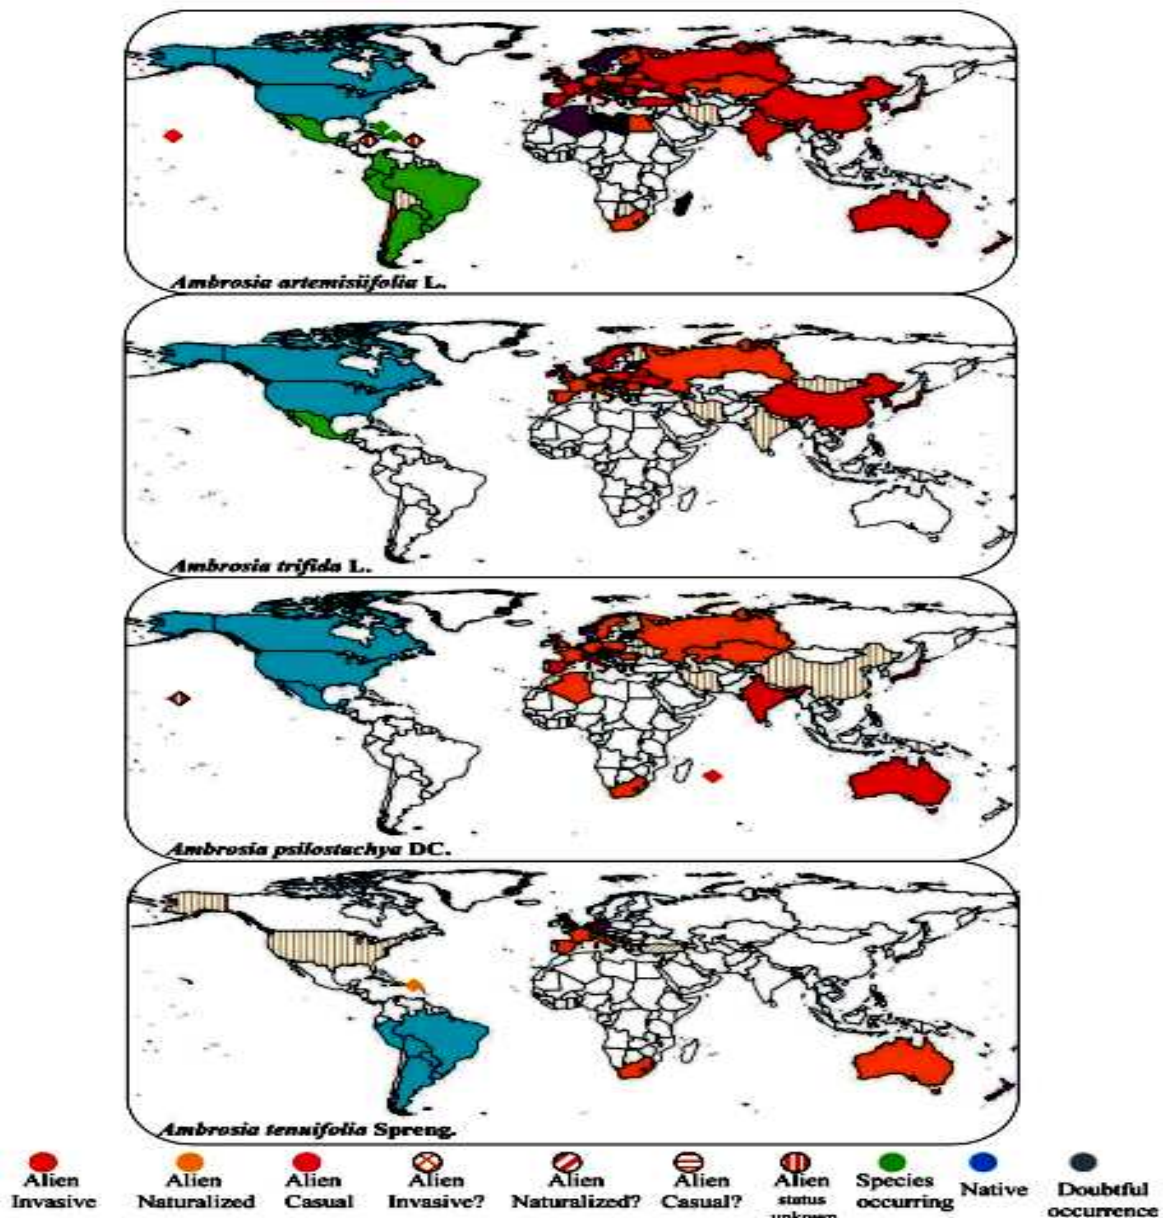 Ambrosia artemisiifolia L.
Ambrosia trifida L.
Ambrosia psilostachya DC.
Ambrosia tenuifolia Spreng.
Alien
Invasive
Alien
Naturalized
Alien
Casual
Alien
Invasive?
Alien
Naturalized?
Alien
Casual?
Alien
status
unknown
Species
occurring
Native
Doubtful
occurrence